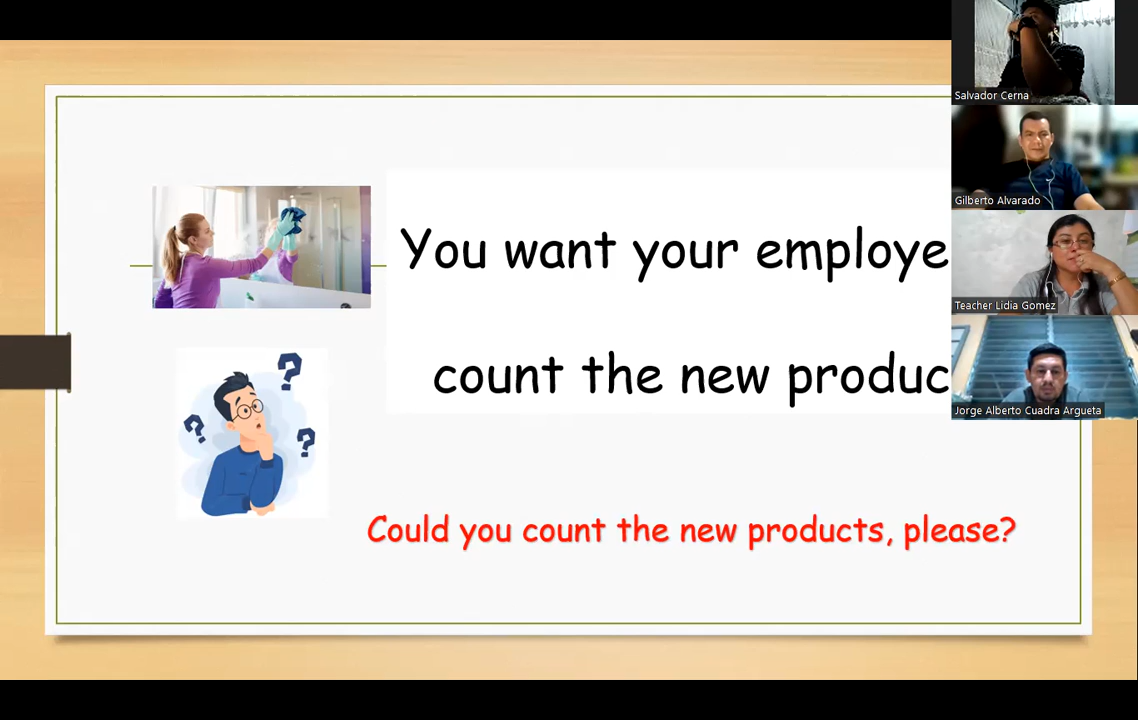 You want your employe
count the new produc
Could you count the new products, please?
Salvador Cerna
Gilberto Alvarado
Teacher Lidia Gomez
Jorge Alberto Cuadra Argueta